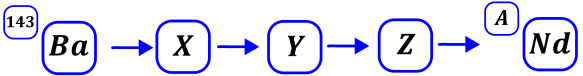 143 Ba → X → Y → Z → A Nd